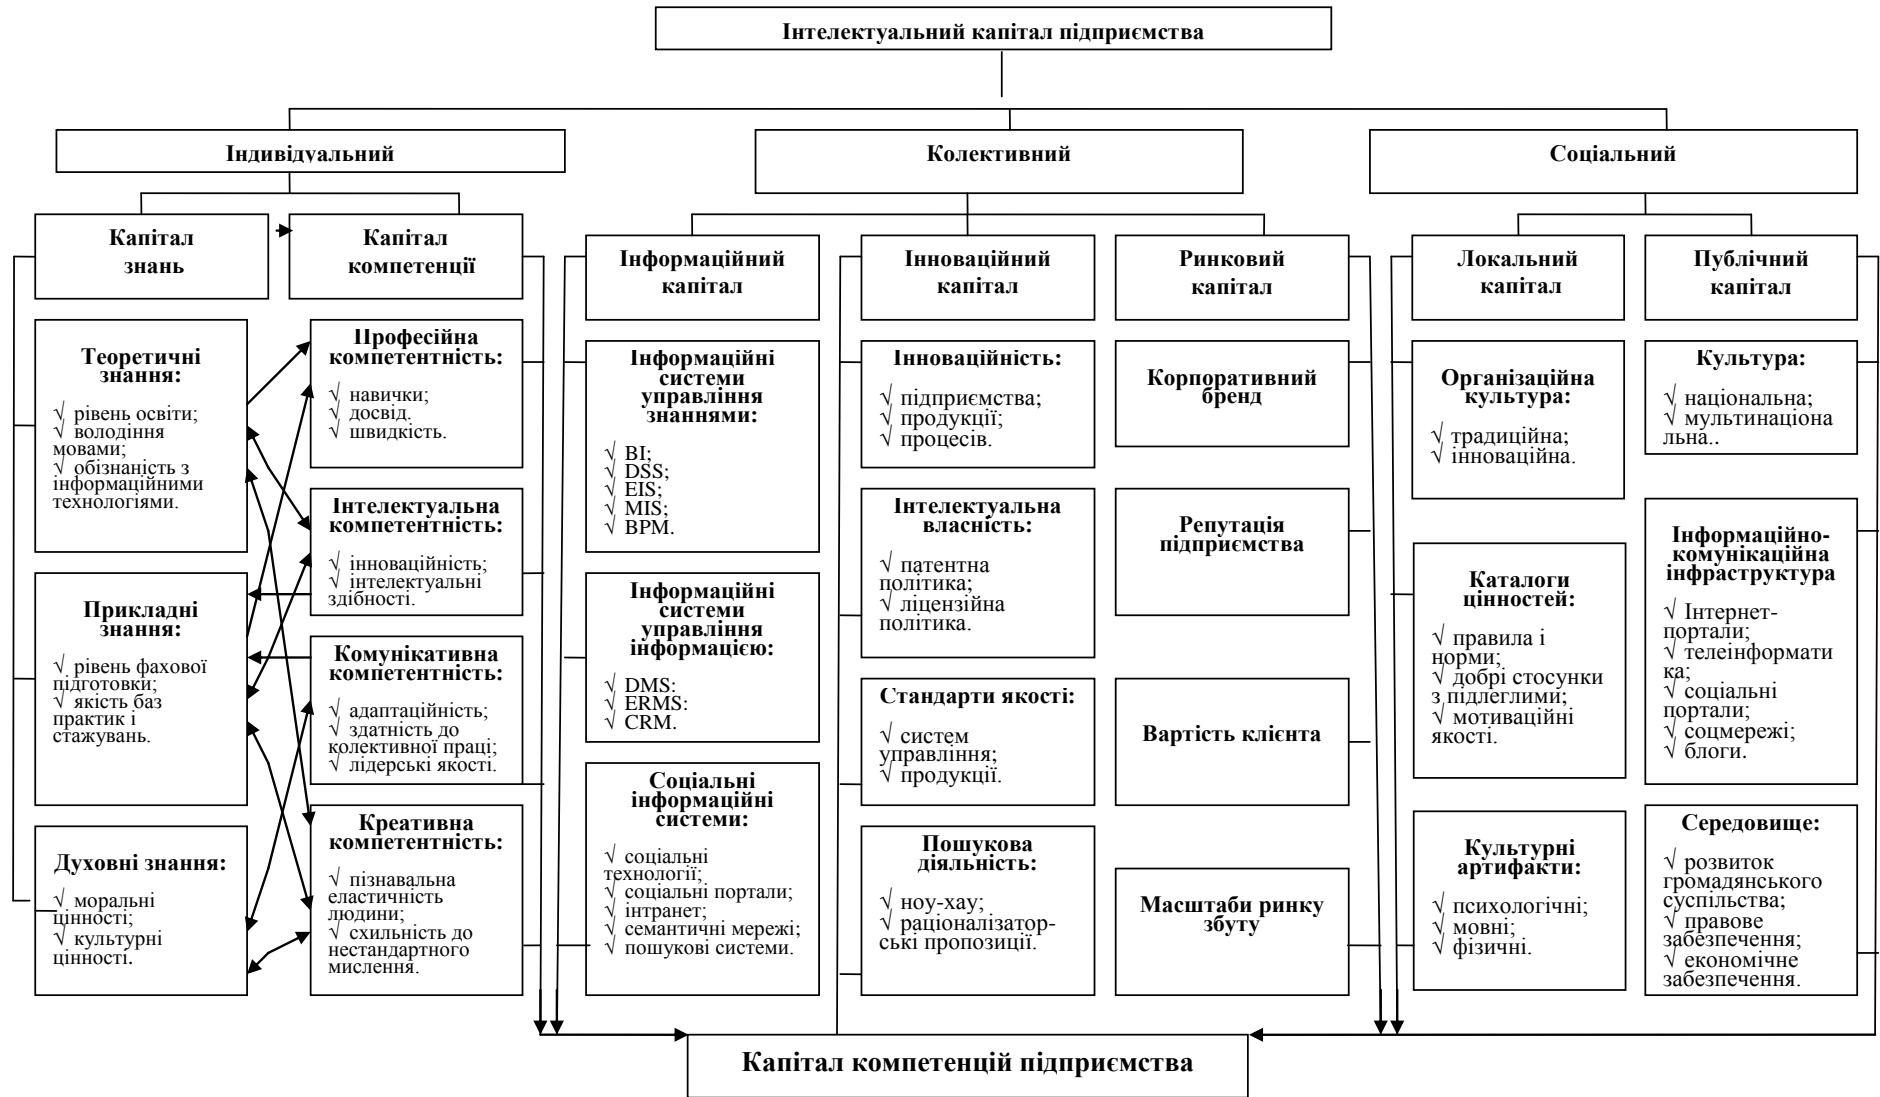 Інтелектуальний капітал підприємства
Індивідуальний
Колективний
Соціальний
Капітал
знань
Капітал
компетенції
Інформаційний
капітал
Інноваційний
капітал
Ринковий
капітал
Локальний
капітал
Публічний
капітал
Теоретичні
знання:
√ рівень освіти;
√ володіння
мовами;
√ обізнаність з
інформаційними
технологіями.
Прикладні
знання:
√ рівень фахової
підготовки;
√ якість баз
практик і
стажувань.
Духовні знання:
√ моральні
цінності;
√ культурні
цінності.
Професійна
компетентність:
√ навички;
√ досвід.
√ швидкість.
Інтелектуальна
компетентність:
√ інноваційність;
√ інтелектуальні
здібності.
Комунікативна
компетентність:
√ адаптаційність;
√ здатність до
колективної праці;
√ лідерські якості.
Креативна
компетентність:
√ пізнавальна
еластичність
людини;
√ схильність до
нестандартного
мислення.
Інформаційні
системи
управління
знаннями:
√ BI;
√ DSS;
√ EIS;
√ MIS;
√ BPM.
Інформаційні
системи
управління
інформацією:
√ DMS:
√ ERMS:
√ CRM.
Соціальні
інформаційні
системи:
√ соціальні
технології;
√ соціальні портали;
√ інтранет;
√ семантичні мережі;
√ пошукові системи.
Інноваційність:
√ підприємства;
√ продукції;
√ процесів.
Інтелектуальна
власність:
√ патентна
політика;
√ ліцензійна
політика.
Стандарти якості:
√ систем
управління;
√ продукції.
Пошукова
діяльність:
√ ноу-хау;
√ раціоналізатор-
ські пропозиції.
Корпоративний
бренд
Репутація
підприємства
Вартість клієнта
Масштаби ринку
збуту
Організаційна
культура:
√ традиційна;
√ інноваційна.
Каталоги
цінностей:
√ правила і
норми;
√ добрі стосунки
з підлеглими;
√ мотиваційні
якості.
Культурні
артифакти:
√ психологічні;
√ мовні;
√ фізичні.
Культура:
√ національна;
√ мультинаціона
льна..
Інформаційно-
комунікаційна
інфраструктура
√ Інтернет-
портали;
√ телеінформати
ка;
√ соціальні
портали;
√ соцмережі;
√ блоги.
Середовище:
√ розвиток
громадянського
суспільства;
√ правове
забезпечення;
√ економічне
забезпечення.
Капітал компетенцій підприємства